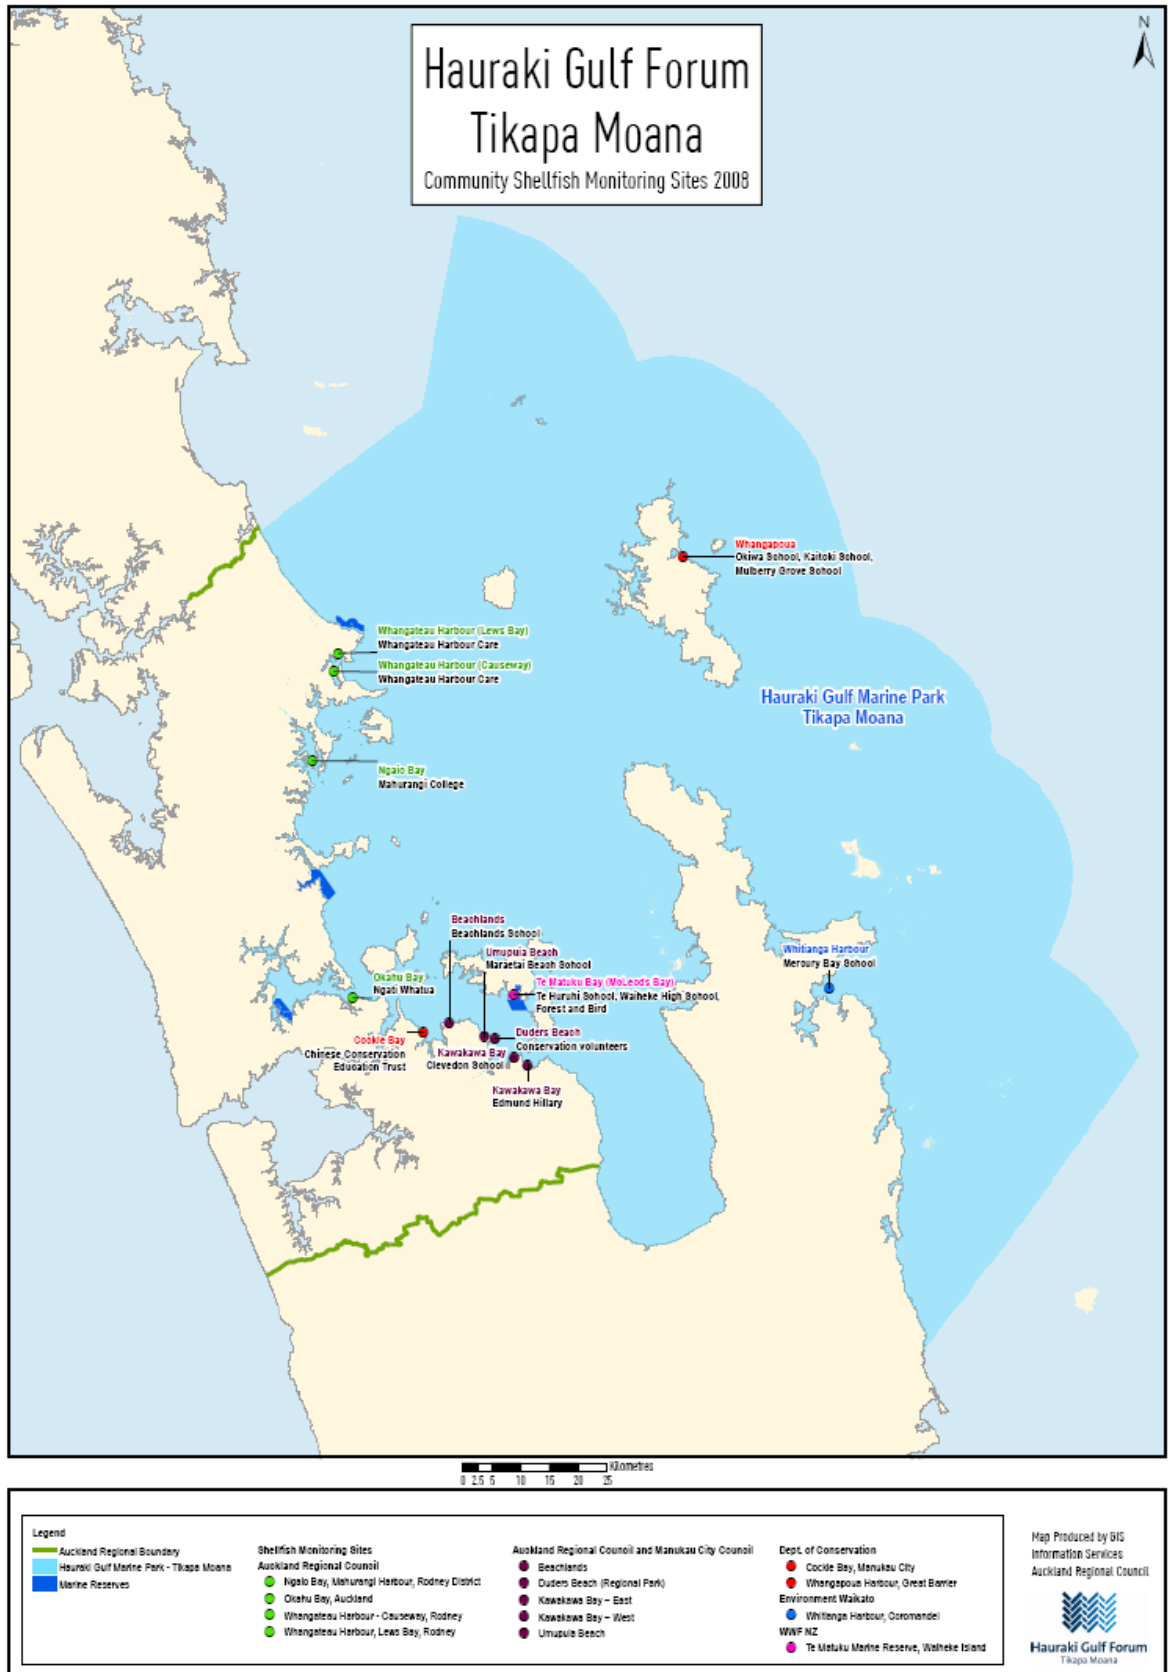 N
Hauraki Gulf Forum
Tikapa Moana
Community Shellfish Monitoring Sites 2008
Whangapoua
Okiwa School, Kaitoki School,
Mulberry Grove School
Whangateau Harbour (Lews Bay)
Whangateau Harbour Care
Whangateau Harbour (Causeway)
Whangateau Harbour Care
Hauraki Gulf Marine Park
Tikapa Moana
Ngaio Bay
Mahurangi College
Beachlands
Beachlands School
Umupuia Beach
Maraetai Beach School
Whitianga Harbour
Mercury Bay School
Okahu Bay
Ngati Whatua
Te Matuku Bay (McLeods Bay)
Te Huruhi School, Waiheke High School,
Forest and Bird
Cockle Bay
Chinese Conservation
Education Trust
Duders Beach
Conservation volunteers
Kawakawa Bay
Clevedon School
Kawakawa Bay
Edmund Hillary
Kilometres
0 2.5 5 10 15 20 25
Legend
Auckland Regional Boundary
Hauraki Gulf Marine Park - Tikapa Moana
Marine Reserves
Shellfish Monitoring Sites
Auckland Regional Council
Ngaio Bay, Mahurangi Harbour, Rodney District
Okahu Bay, Auckland
Whangateau Harbour - Causeway, Rodney
Whangateau Harbour, Lews Bay, Rodney
Auckland Regional Council and Manukau City Council
Beachlands
Duders Beach (Regional Park)
Kawakawa Bay – East
Kawakawa Bay – West
Umupuia Beach
Dept. of Conservation
Cockle Bay, Manukau City
Whangapoua Harbour, Great Barrier
Environment Waikato
Whitianga Harbour, Coromandel
WWF NZ
Te Matuku Marine Reserve, Waiheke Island
Map Produced by GIS
Information Services
Auckland Regional Council
Hauraki Gulf Forum
Tikapa Moana